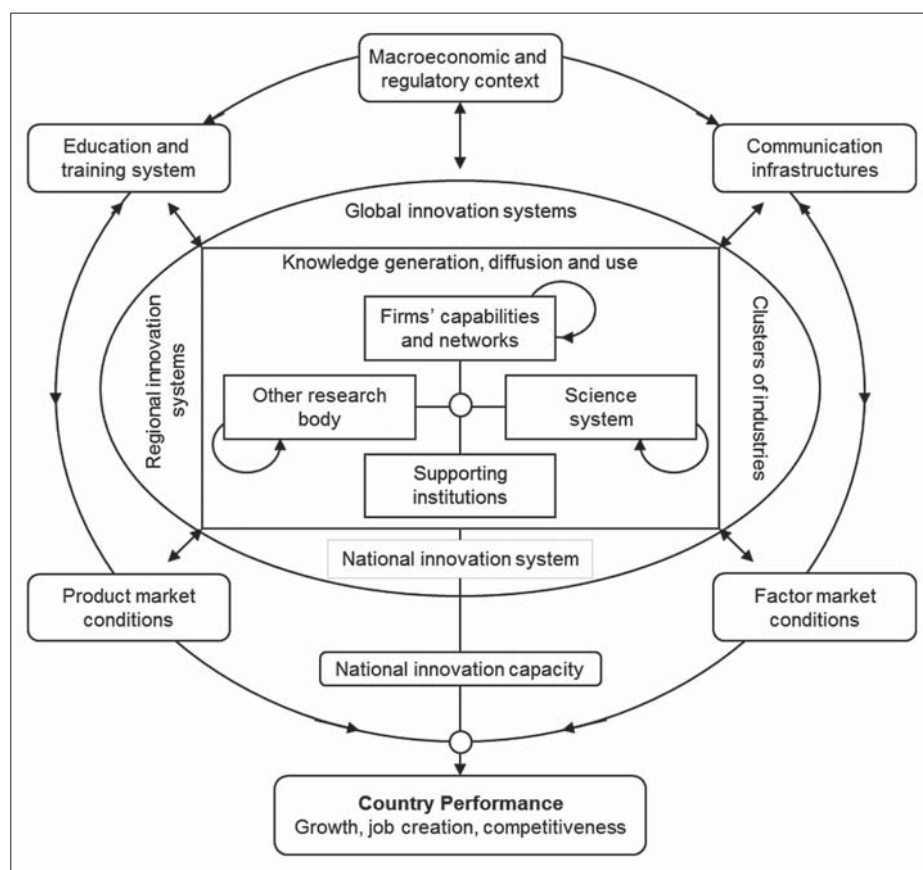 Macroeconomic and
regulatory context
Education and
training system
Communication
infrastructures
Global innovation systems
Knowledge generation, diffusion and use
Firms' capabilities
and networks
Regional innovation
systems
Other research
body
Science
system
Clusters of industries
Supporting
institutions
National innovation system
Product market
conditions
Factor market
conditions
National innovation capacity
Country Performance
Growth, job creation, competitiveness